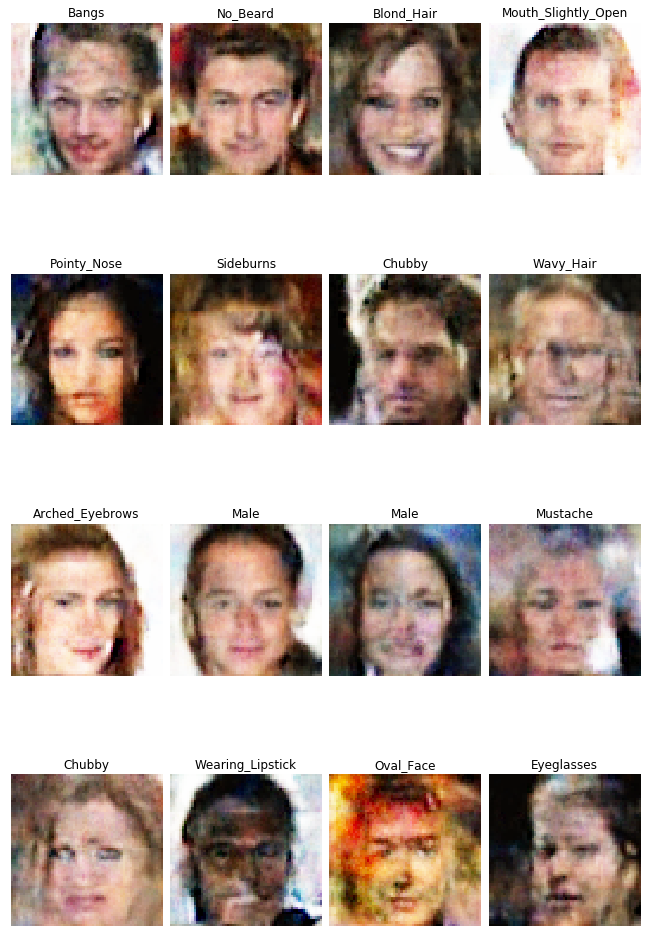 Bangs
No_Beard
Blond_Hair
Mouth_Slightly_Open
Pointy_Nose
Sideburns
Chubby
Wavy_Hair
Arched_Eyebrows
Male
Male
Mustache
Chubby
Wearing_Lipstick
Oval_Face
Eyeglasses